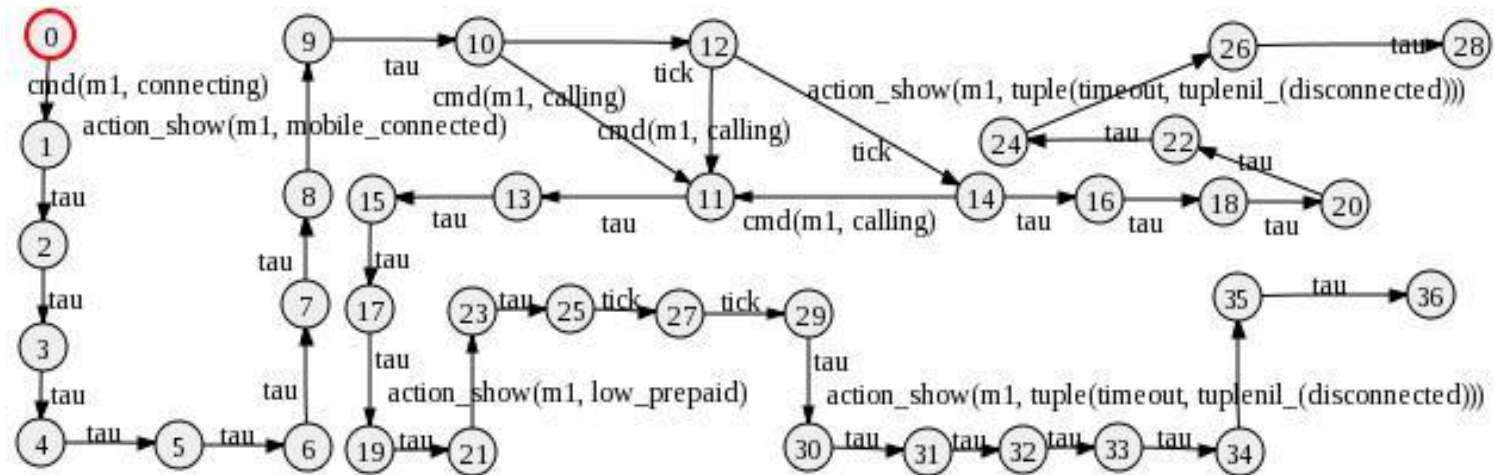 0
9
10
12
26
tau
28
tau
tick
cmd(m1, connecting)
cmd(m1, calling)
action_show(m1, tuple(timeout, tuplenil_(disconnected)))
action_show(m1, mobile_connected)
cmd(m1, calling)
1
tick
24
tau
22
tau
tau
8
15
13
11
14
16
18
20
tau
tau
cmd(m1, calling)
tau
tau
tau
2
tau
tau
tau
7
17
23
tau
25
tick
27
tick
29
35
tau
36
3
tau
tau
tau
tau
action_show(m1, low_prepaid)
action_show(m1, tuple(timeout, tuplenil_(disconnected)))
4
tau
5
tau
6
19
tau
21
30
tau
31
tau
32
tau
33
tau
34